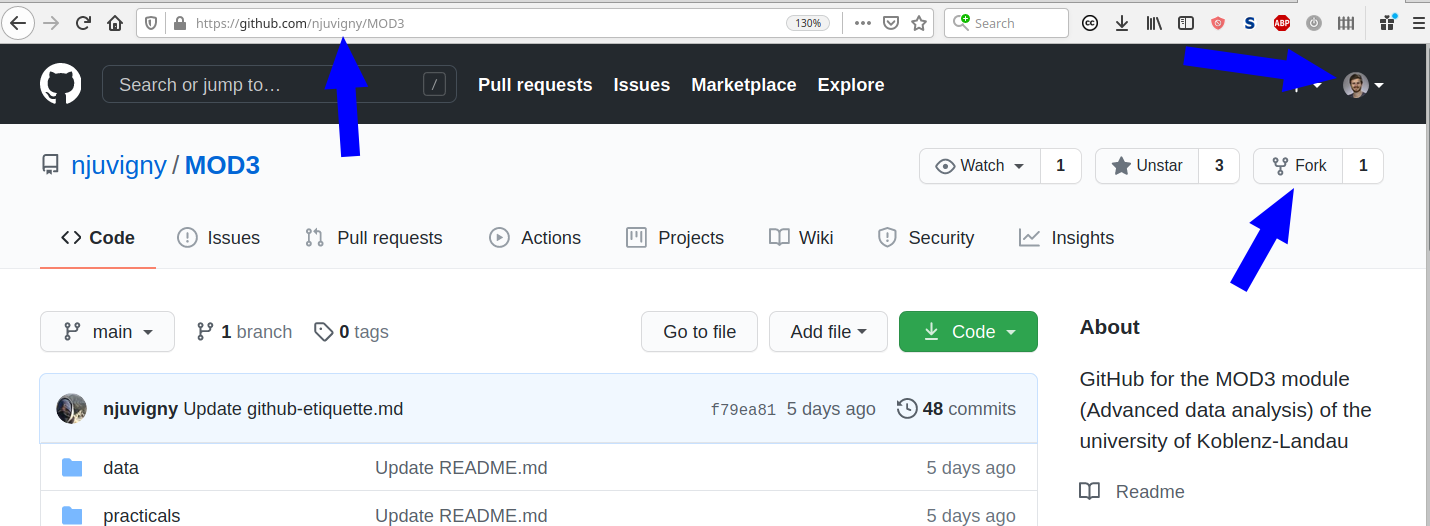 https://github.com/njuvigny/MOD3 130% Search CC S ABP
Search or jump to… / Pull requests Issues Marketplace Explore
njuvigny / MOD3 Watch 1 Unstar 3 Fork 1
Code Issues Pull requests Actions Projects Wiki Security Insights
main 1 branch 0 tags Go to file Add file Code
About
njuvigny Update github-etiquette.md f79ea81 5 days ago 48 commits
GitHub for the MOD3 module
(Advanced data analysis) of the
university of Koblenz-Landau
data Update README.md 5 days ago
Readme
practicals Update README.md 5 days ago